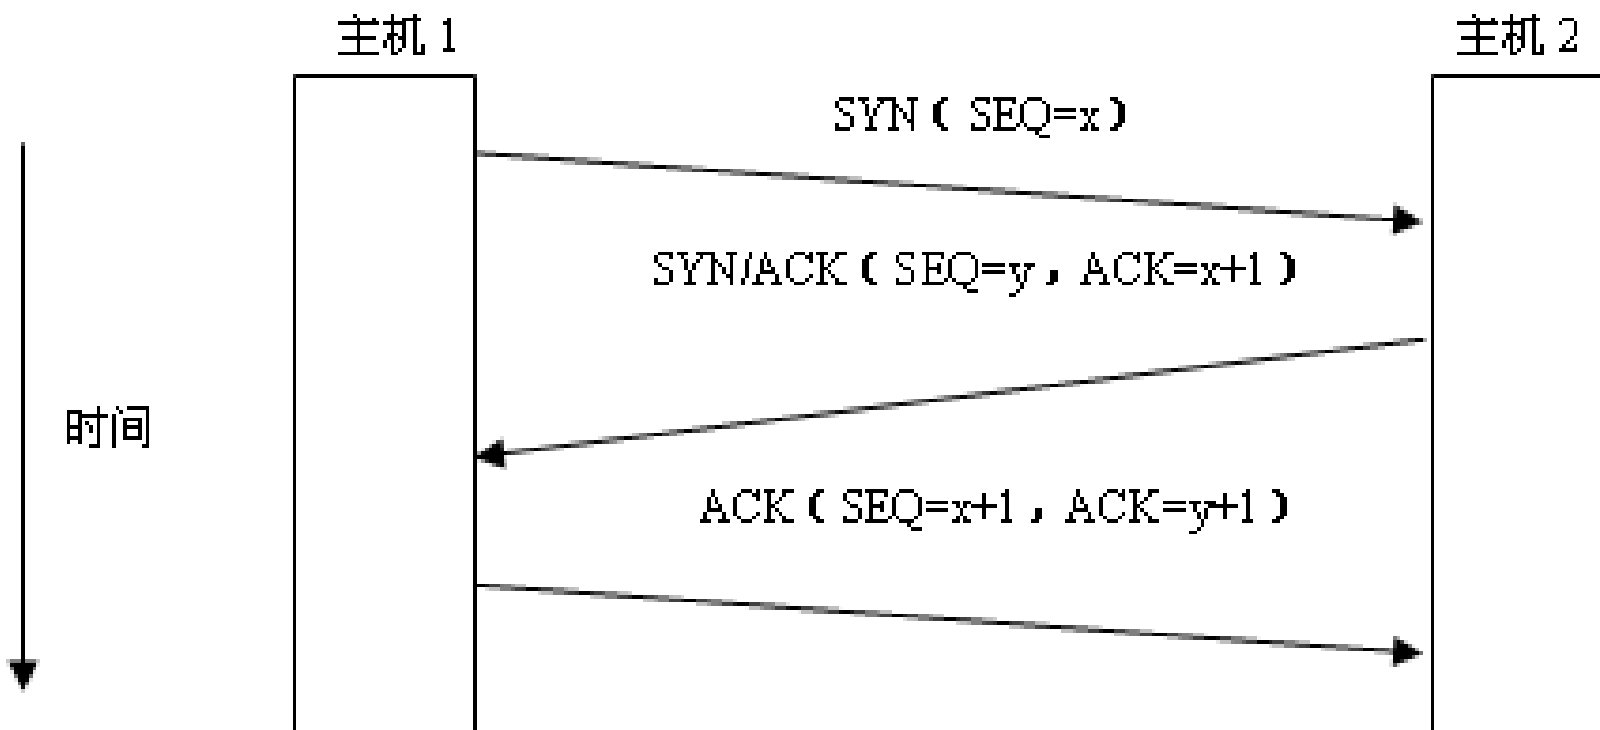 主机 1
主机 2
SYN（SEQ=x）
SYN/ACK（SEQ=y，ACK=x+1）
时间
ACK（SEQ=x+1，ACK=y+1）